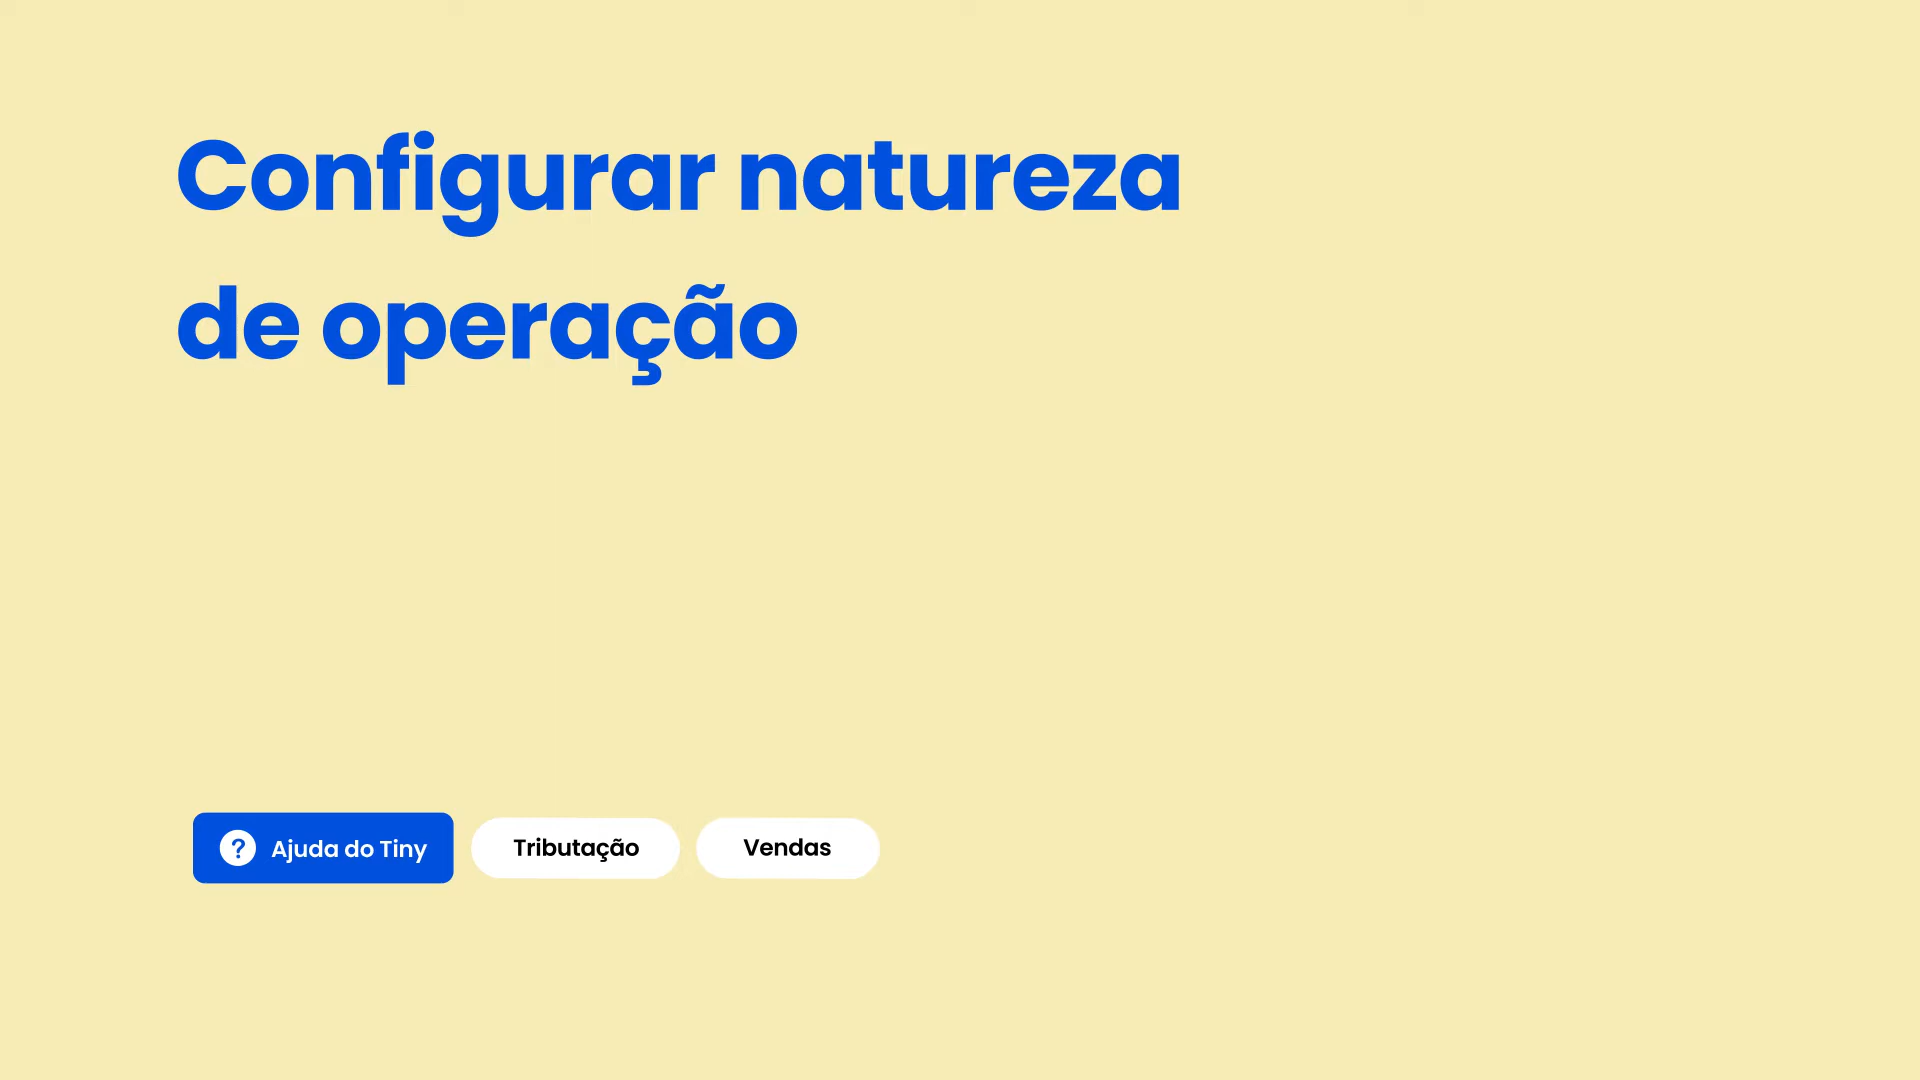 Configurar natureza
de operação
? Ajuda do Tiny
Tributação
Vendas